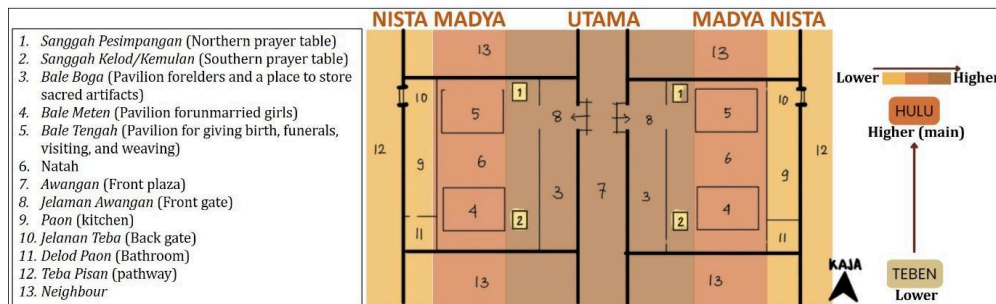 1. Sanggah Pesimpangan (Northern prayer table)
2. Sanggah Kelod/Kemulan (Southern prayer table)
3. Bale Boga (Pavilion forelders and a place to store
sacred artifacts)
4. Bale Meten (Pavilion forunmarried girls)
5. Bale Tengah (Pavilion for giving birth, funerals,
visiting, and weaving)
6. Natah
7. Awangan (Front plaza)
8. Jelaman Awangan (Front gate)
9. Paon (kitchen)
10. Jelanan Teba (Back gate)
11. Delod Paon (Bathroom)
12. Teba Pisan (pathway)
13. Neighbour
NISTA MADYA UTAMA MADYA NISTA
13 13
10 1 1 10
5 8 8 5
12 6 6 12
9 3 7 3 9
4 2 2 4
11 11
13 13
KAJA
Lower Higher
HULU
Higher (main)
TEBEN
Lower